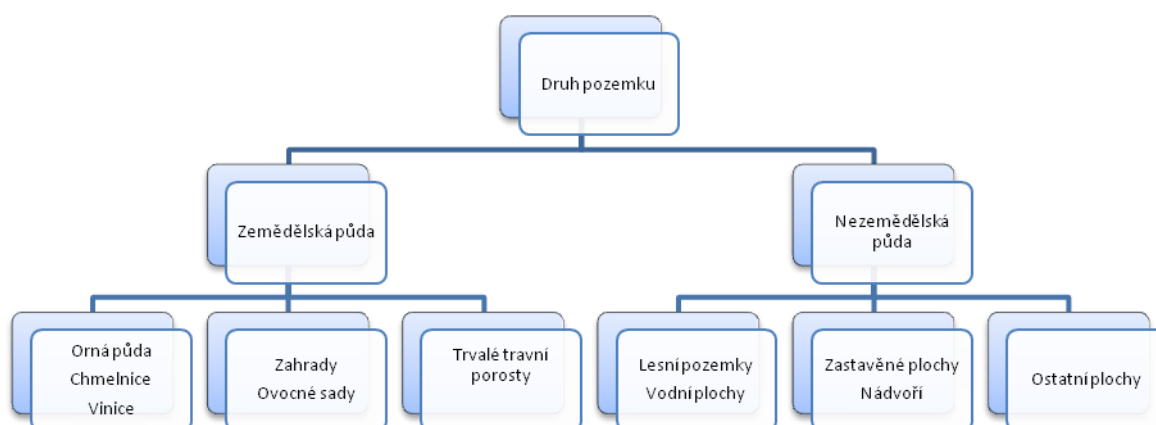 Druh pozemku
Zemědělská půda
Nezemědělská
půda
Orná půda
Chmelnice
Vinice
Zahrady
Ovocné sady
Trvalé travní
porosty
Lesní pozemky
Vodní plochy
Zastavěné plochy
Nádvoří
Ostatní plochy